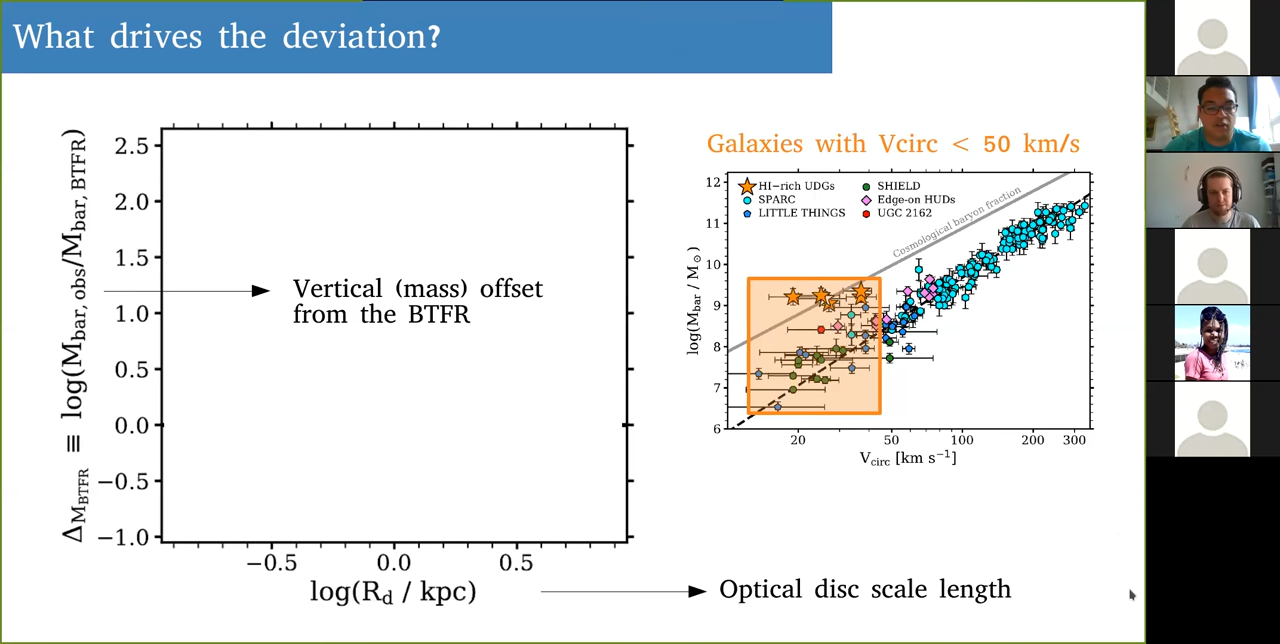 What drives the deviation?
Δ_MBTFR ≡ log(M_bar, obs/M_bar, BTFR)
2.5
2.0
1.5
1.0
0.5
0.0
−0.5
−1.0
−0.5 0.0 0.5
log(R_d / kpc)
Vertical (mass) offset
from the BTFR
Optical disc scale length
Galaxies with Vcirc < 50 km/s
HI−rich UDGs
SPARC
LITTLE THINGS
SHIELD
Edge-on HUDs
UGC 2162
Cosmological baryon fraction
log(M_bar / M_⊙)
12
11
10
9
8
7
6
20 50 100 200 300
V_circ [km s⁻¹]